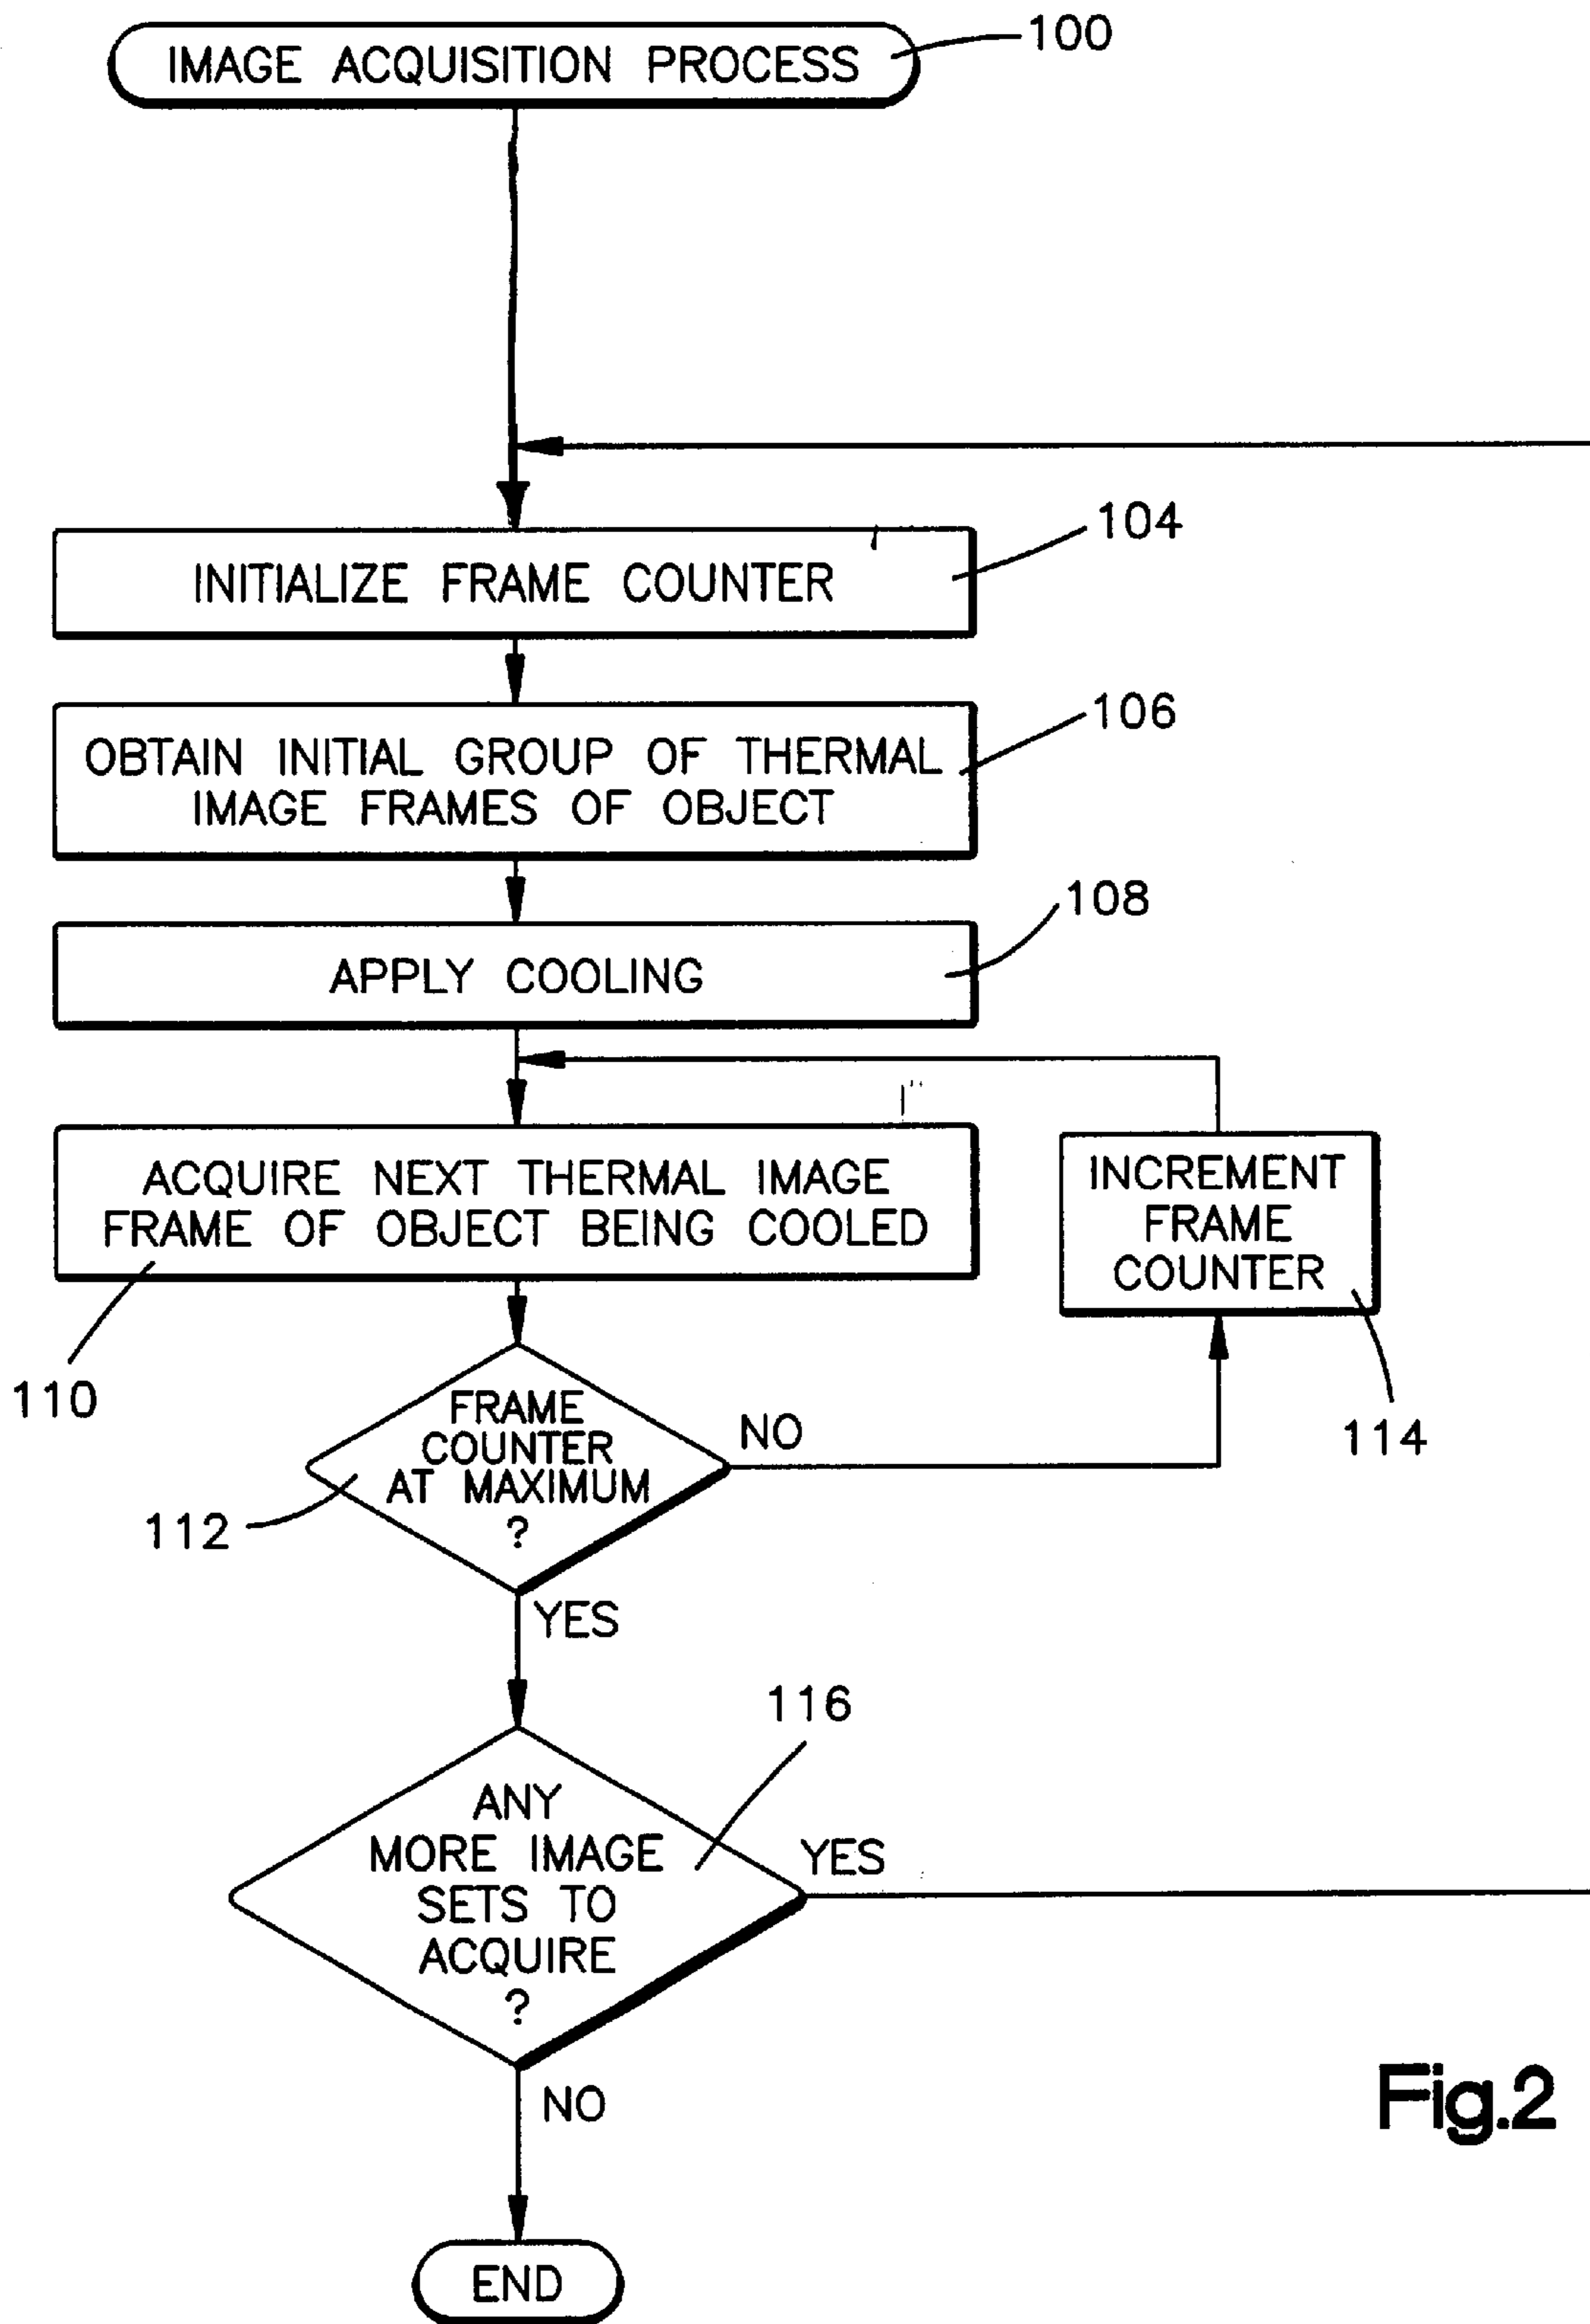 IMAGE ACQUISITION PROCESS
100
INITIALIZE FRAME COUNTER
104
OBTAIN INITIAL GROUP OF THERMAL
IMAGE FRAMES OF OBJECT
106
APPLY COOLING
108
ACQUIRE NEXT THERMAL IMAGE
FRAME OF OBJECT BEING COOLED
110
INCREMENT
FRAME
COUNTER
114
FRAME
COUNTER
AT MAXIMUM
?
112
NO
YES
116
ANY
MORE IMAGE
SETS TO
ACQUIRE
?
YES
NO
END
Fig.2